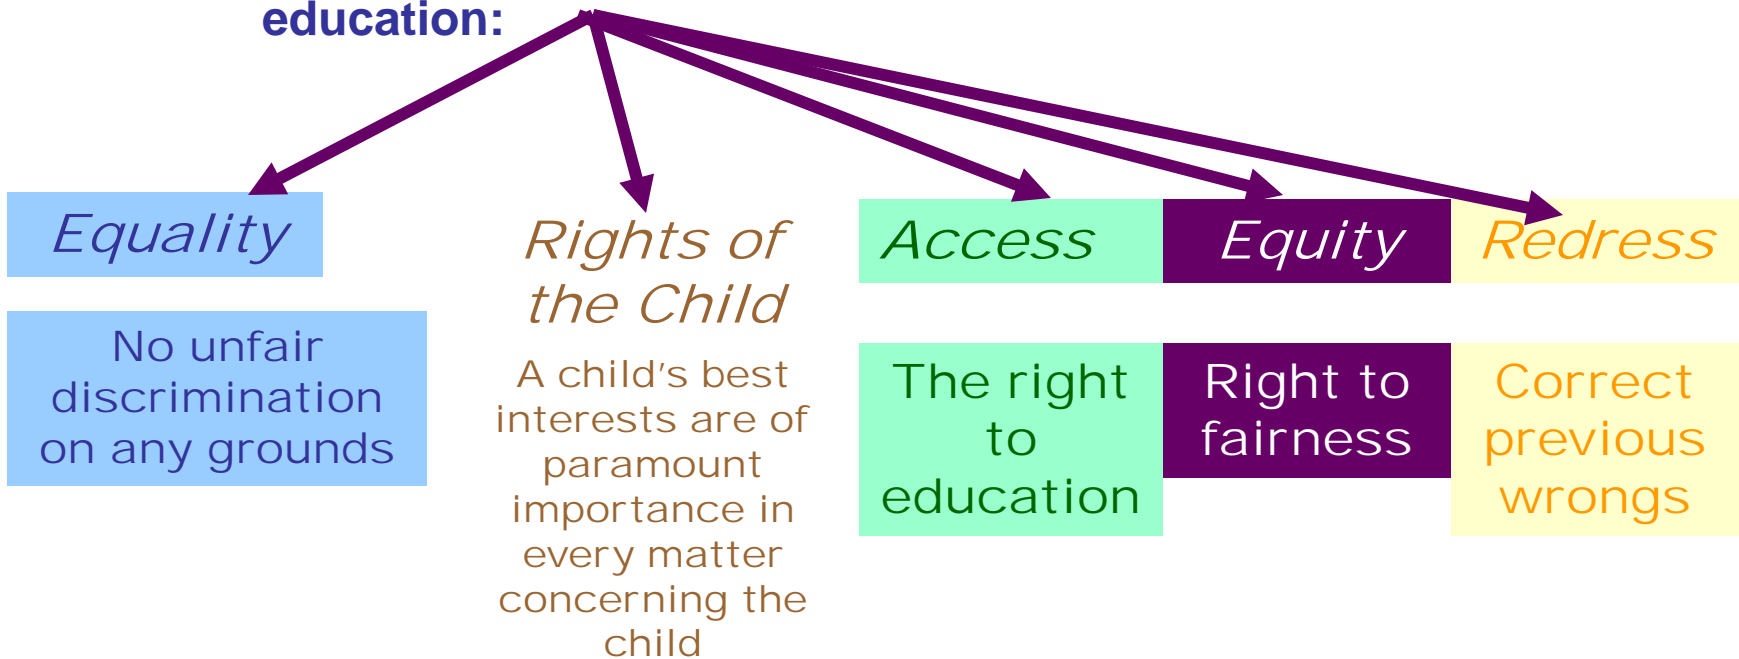 education:
Equality
No unfair
discrimination
on any grounds
Rights of
the Child
A child's best
interests are of
paramount
importance in
every matter
concerning the
child
Access
The right
to
education
Equity
Right to
fairness
Redress
Correct
previous
wrongs